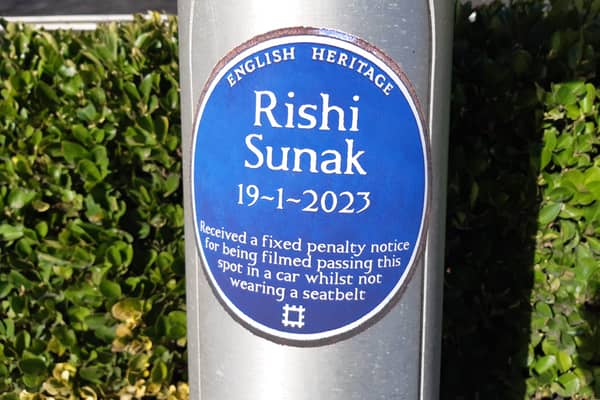 ENGLISH HERITAGE
Rishi
Sunak
19~1~2023
Received a fixed penalty notice
for being filmed passing this
spot in a car whilst not
wearing a seatbelt